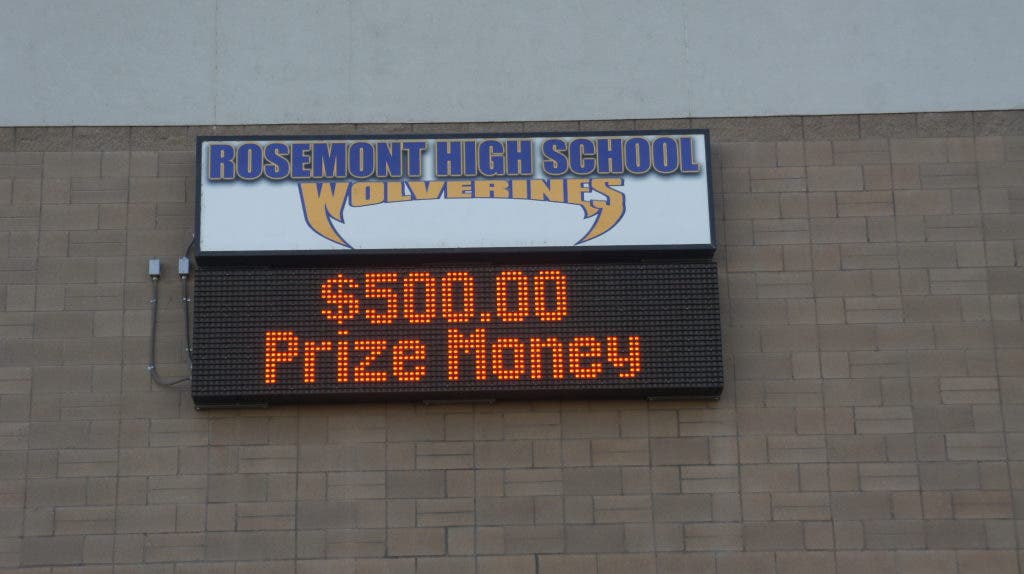 ROSEMONT HIGH SCHOOL
WOLVERINES
$500.00
Prize Money